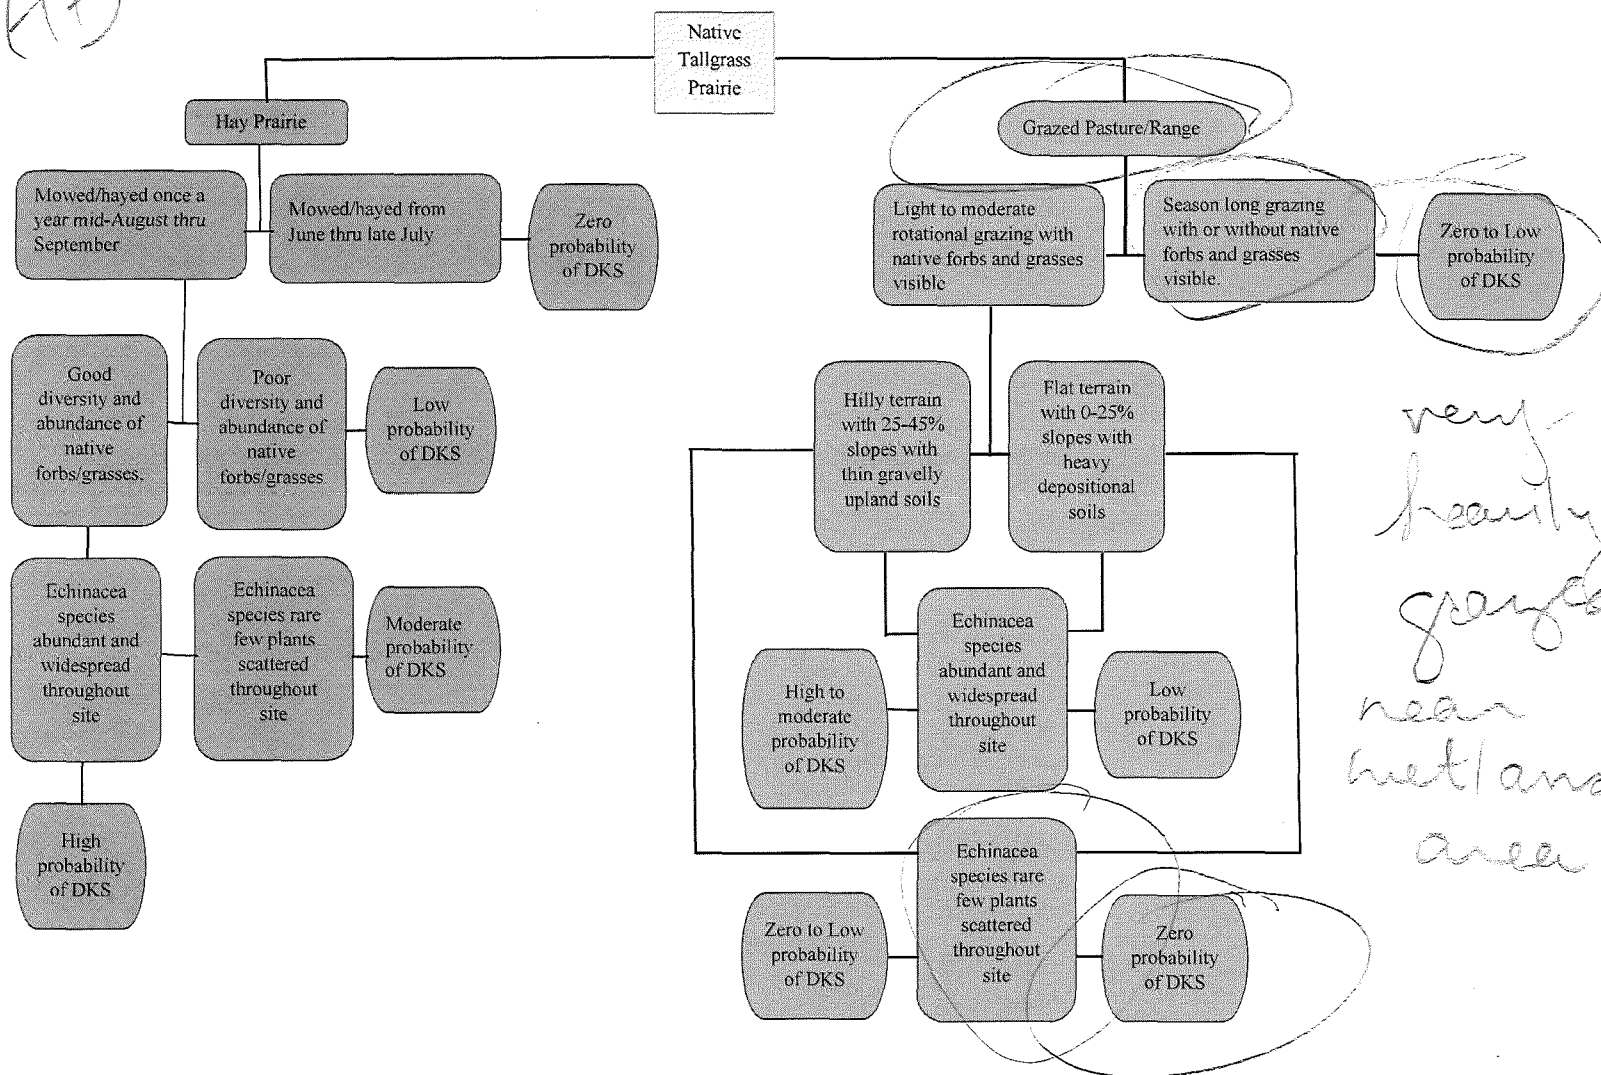 Native
Tallgrass
Prairie
Hay Prairie
Grazed Pasture/Range
Mowed/hayed once a
year mid-August thru
September
Mowed/hayed from
June thru late July
Zero
probability
of DKS
Light to moderate
rotational grazing with
native forbs and grasses
visible
Season long grazing
with or without native
forbs and grasses
visible.
Zero to Low
probability
of DKS
Good
diversity and
abundance of
native
forbs/grasses.
Poor
diversity and
abundance of
native
forbs/grasses
Low
probability
of DKS
Hilly terrain
with 25-45%
slopes with
thin gravelly
upland soils
Flat terrain
with 0-25%
slopes with
heavy
depositional
soils
very
heavily
grazed
near
wetland
area
Echinacea
species
abundant and
widespread
throughout
site
Echinacea
species rare
few plants
scattered
throughout
site
Moderate
probability
of DKS
Echinacea
species
abundant and
widespread
throughout
site
High to
moderate
probability
of DKS
Low
probability
of DKS
High
probability
of DKS
Echinacea
species rare
few plants
scattered
throughout
site
Zero to Low
probability
of DKS
Zero
probability
of DKS